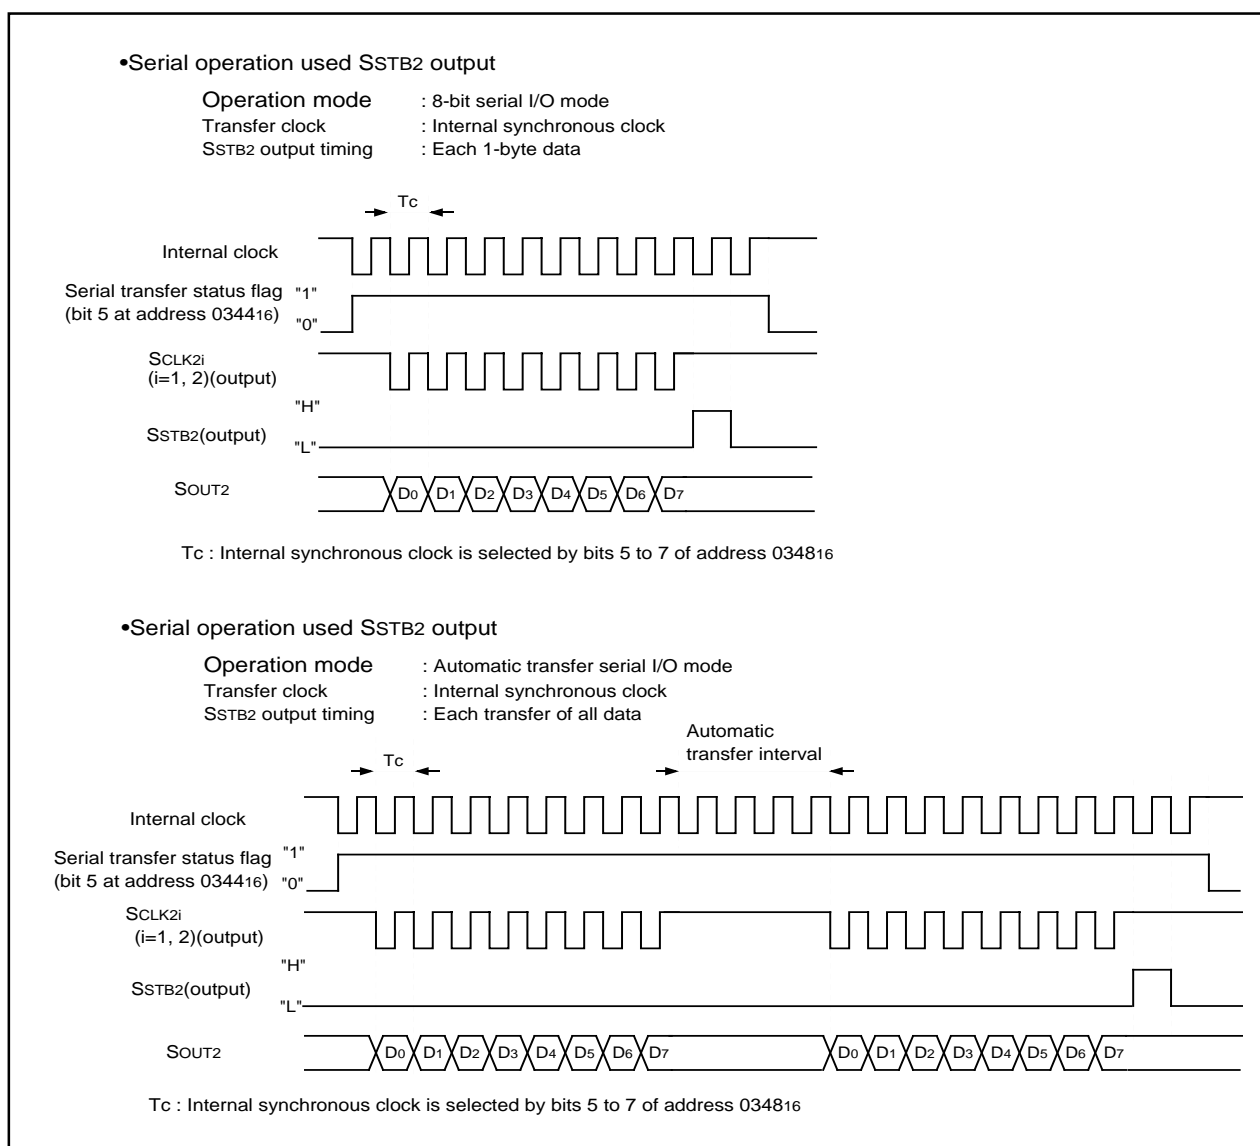 •Serial operation used SSTB2 output
Operation mode : 8-bit serial I/O mode
Transfer clock : Internal synchronous clock
SSTB2 output timing : Each 1-byte data
Tc
Internal clock
Serial transfer status flag "1"
(bit 5 at address 034416) "0"
SCLK2i
(i=1, 2)(output)
"H"
SSTB2(output)
"L"
SOUT2 D0 D1 D2 D3 D4 D5 D6 D7
Tc : Internal synchronous clock is selected by bits 5 to 7 of address 034816
•Serial operation used SSTB2 output
Operation mode : Automatic transfer serial I/O mode
Transfer clock : Internal synchronous clock
SSTB2 output timing : Each transfer of all data
Automatic
transfer interval
Tc
Internal clock
Serial transfer status flag "1"
(bit 5 at address 034416) "0"
SCLK2i
(i=1, 2)(output)
"H"
SSTB2(output)
"L"
SOUT2 D0 D1 D2 D3 D4 D5 D6 D7 D0 D1 D2 D3 D4 D5 D6 D7
Tc : Internal synchronous clock is selected by bits 5 to 7 of address 034816